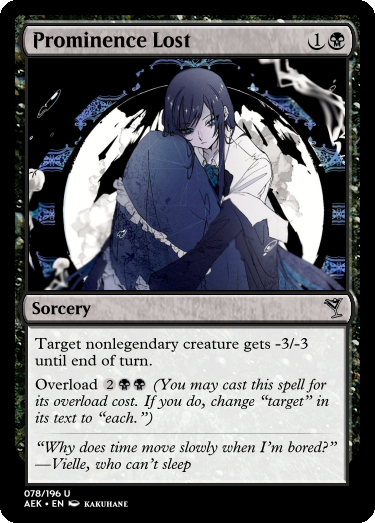 Prominence Lost 1
Sorcery
Target nonlegendary creature gets -3/-3
until end of turn.
Overload 2 (You may cast this spell for
its overload cost. If you do, change “target” in
its text to “each.”)
“Why does time move slowly when I’m bored?”
—Vielle, who can’t sleep
078/196 U
AEK • EN KAKUHANE